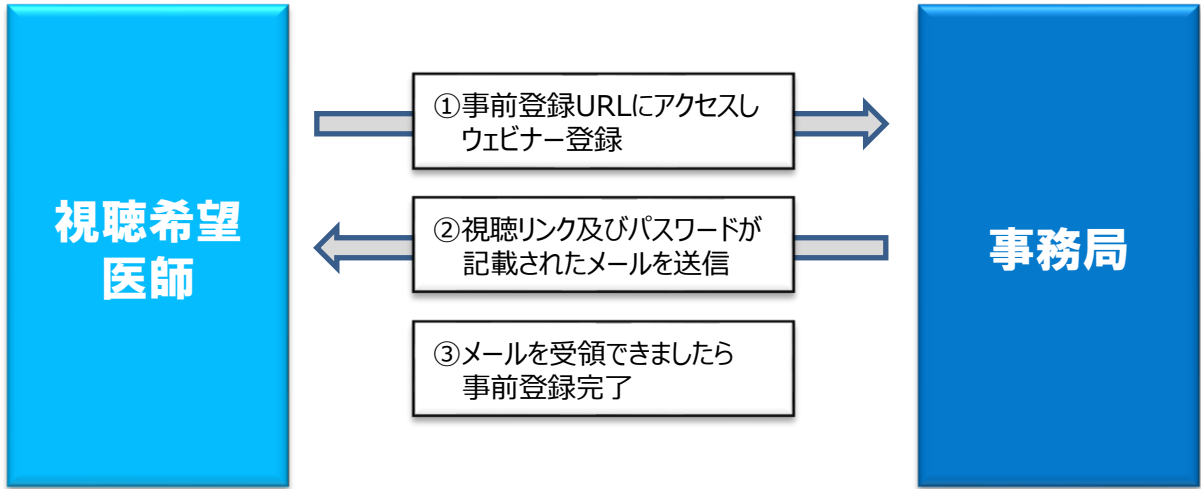 視聴希望
医師
①事前登録URLにアクセスし
ウェビナー登録
②視聴リンク及びパスワードが
記載されたメールを送信
③メールを受領できましたら
事前登録完了
事務局